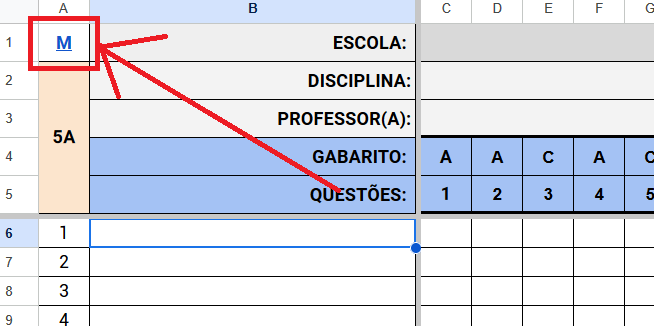 A B C D E F G
1 M ESCOLA:
2 DISCIPLINA:
3 PROFESSOR(A):
5A
4 GABARITO: A A C A C
5 QUESTÕES: 1 2 3 4 5
6 1
7 2
8 3
9 4